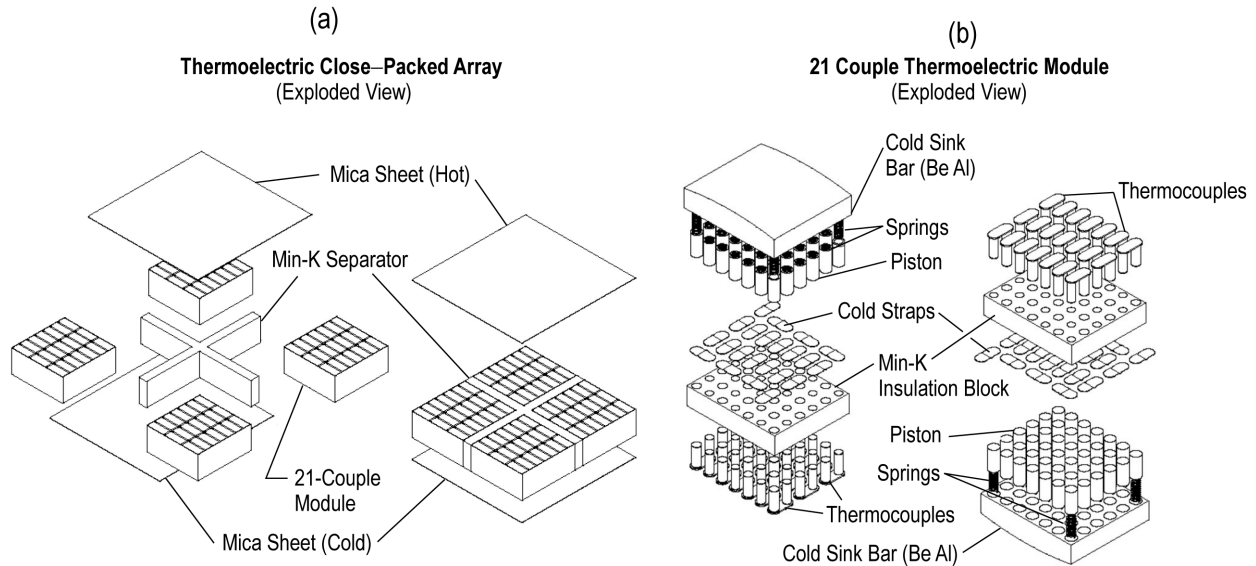 (a)
Thermoelectric Close–Packed Array
(Exploded View)
Mica Sheet (Hot)
Min-K Separator
21-Couple
Module
Mica Sheet (Cold)
(b)
21 Couple Thermoelectric Module
(Exploded View)
Cold Sink
Bar (Be Al)
Thermocouples
Springs
Piston
Cold Straps
Min-K
Insulation Block
Piston
Springs
Thermocouples
Cold Sink Bar (Be Al)